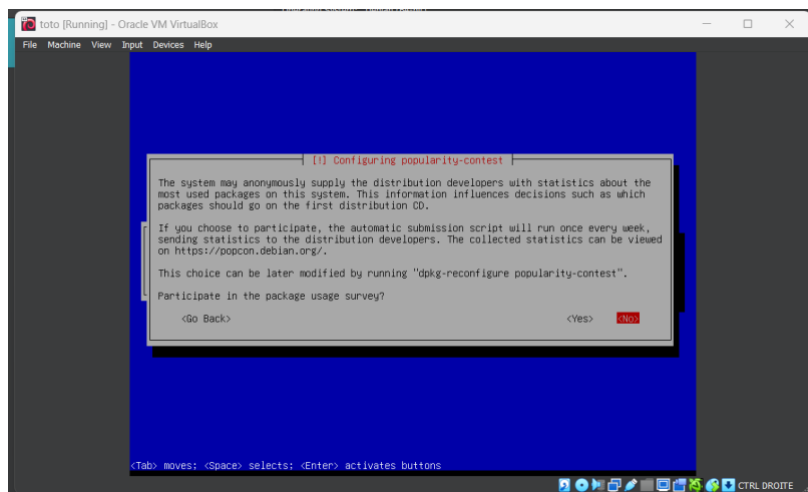 toto [Running] - Oracle VM VirtualBox
File Machine View Input Devices Help
[!] Configuring popularity-contest
The system may anonymously supply the distribution developers with statistics about the
most used packages on this system. This information influences decisions such as which
packages should go on the first distribution CD.
If you choose to participate, the automatic submission script will run once every week,
sending statistics to the distribution developers. The collected statistics can be viewed
on https://popcon.debian.org/.
This choice can be later modified by running "dpkg-reconfigure popularity-contest".
Participate in the package usage survey?
<Go Back> <Yes> <No>
<Tab> moves; <Space> selects; <Enter> activates buttons
CTRL DROITE